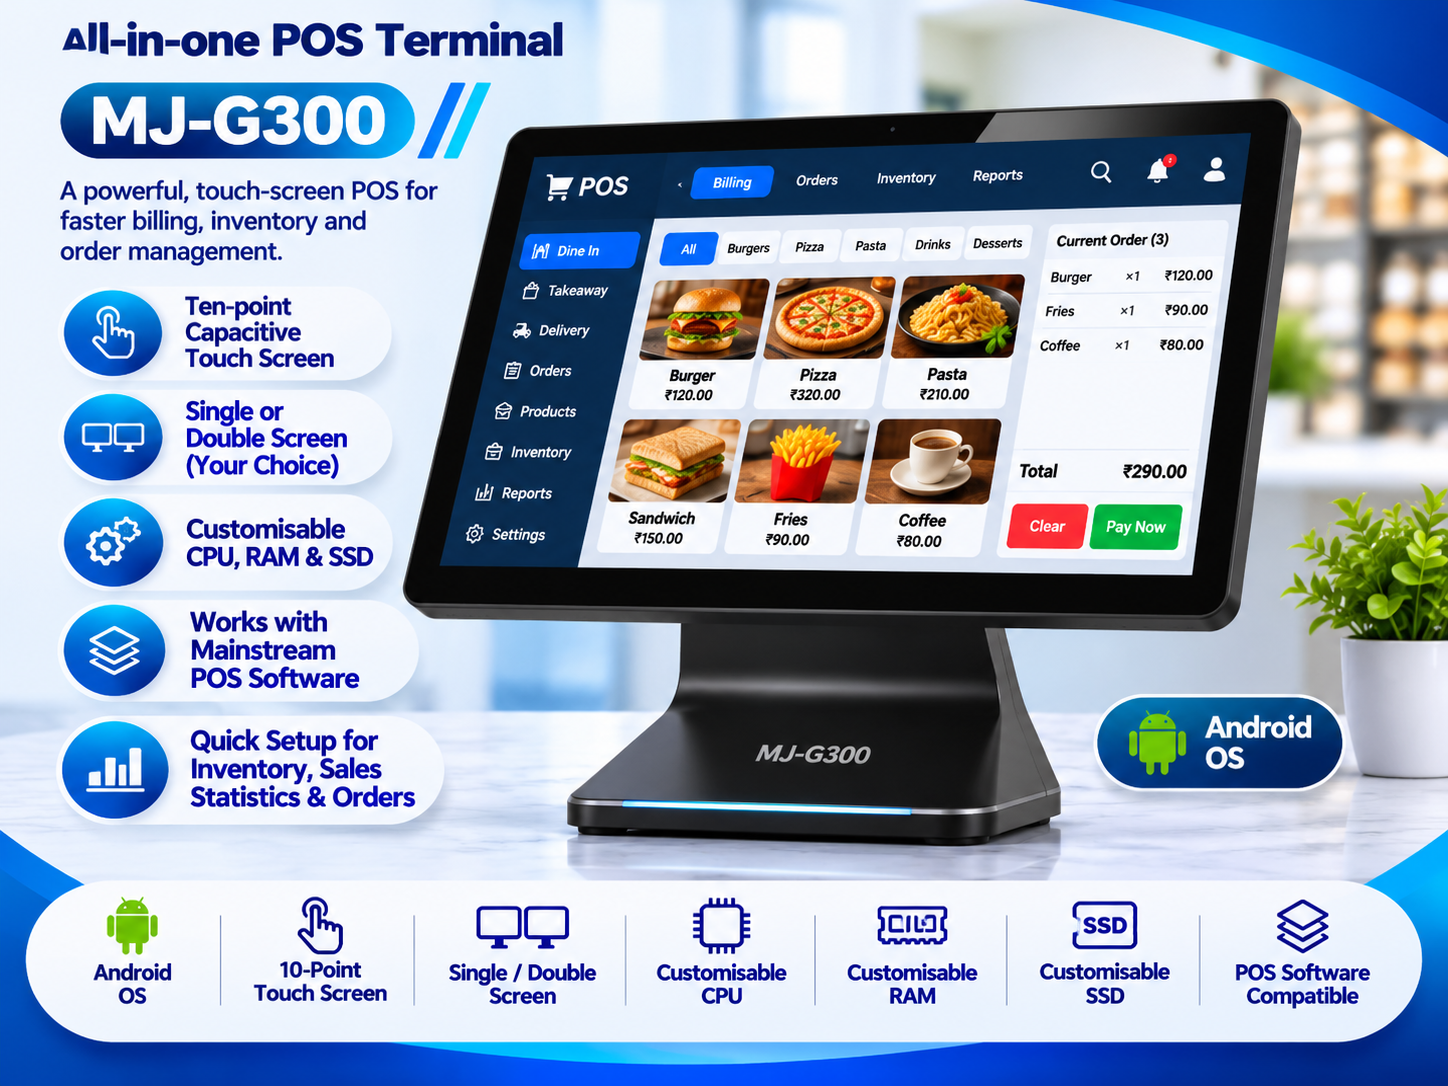 All-in-one POS Terminal
MJ-G300
A powerful, touch-screen POS for
faster billing, inventory and
order management.
Ten-point
Capacitive
Touch Screen
Single or
Double Screen
(Your Choice)
Customisable
CPU, RAM & SSD
Works with
Mainstream
POS Software
Quick Setup for
Inventory, Sales
Statistics & Orders
POS
Billing
Orders
Inventory
Reports
Dine In
Takeaway
Delivery
Orders
Products
Inventory
Reports
Settings
All
Burgers
Pizza
Pasta
Drinks
Desserts
Burger
₹120.00
Pizza
₹320.00
Pasta
₹210.00
Sandwich
₹150.00
Fries
₹90.00
Coffee
₹80.00
Current Order (3)
Burger ×1 ₹120.00
Fries ×1 ₹90.00
Coffee ×1 ₹80.00
Total ₹290.00
Clear
Pay Now
MJ-G300
Android
OS
Android
OS
10-Point
Touch Screen
Single / Double
Screen
Customisable
CPU
Customisable
RAM
SSD
Customisable
SSD
POS Software
Compatible